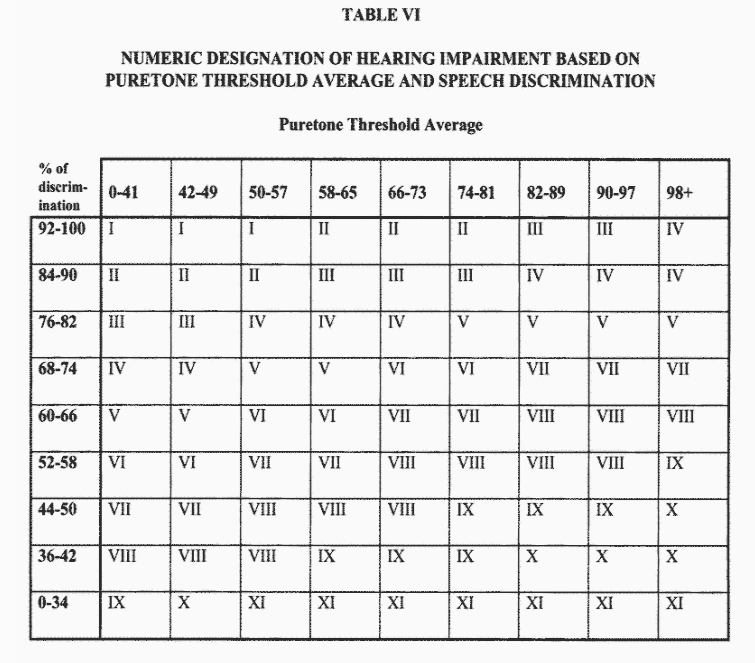 TABLE VI
NUMERIC DESIGNATION OF HEARING IMPAIRMENT BASED ON
PURETONE THRESHOLD AVERAGE AND SPEECH DISCRIMINATION
Puretone Threshold Average
% of
discrim-
ination 0-41 42-49 50-57 58-65 66-73 74-81 82-89 90-97 98+
92-100 I I I II II II III III IV
84-90 II II II III III III IV IV IV
76-82 III III IV IV IV V V V V
68-74 IV IV V V VI VI VII VII VII
60-66 V V VI VI VII VII VIII VIII VIII
52-58 VI VI VII VII VIII VIII VIII VIII IX
44-50 VII VII VIII VIII VIII IX IX IX X
36-42 VIII VIII VIII IX IX IX X X X
0-34 IX X XI XI XI XI XI XI XI